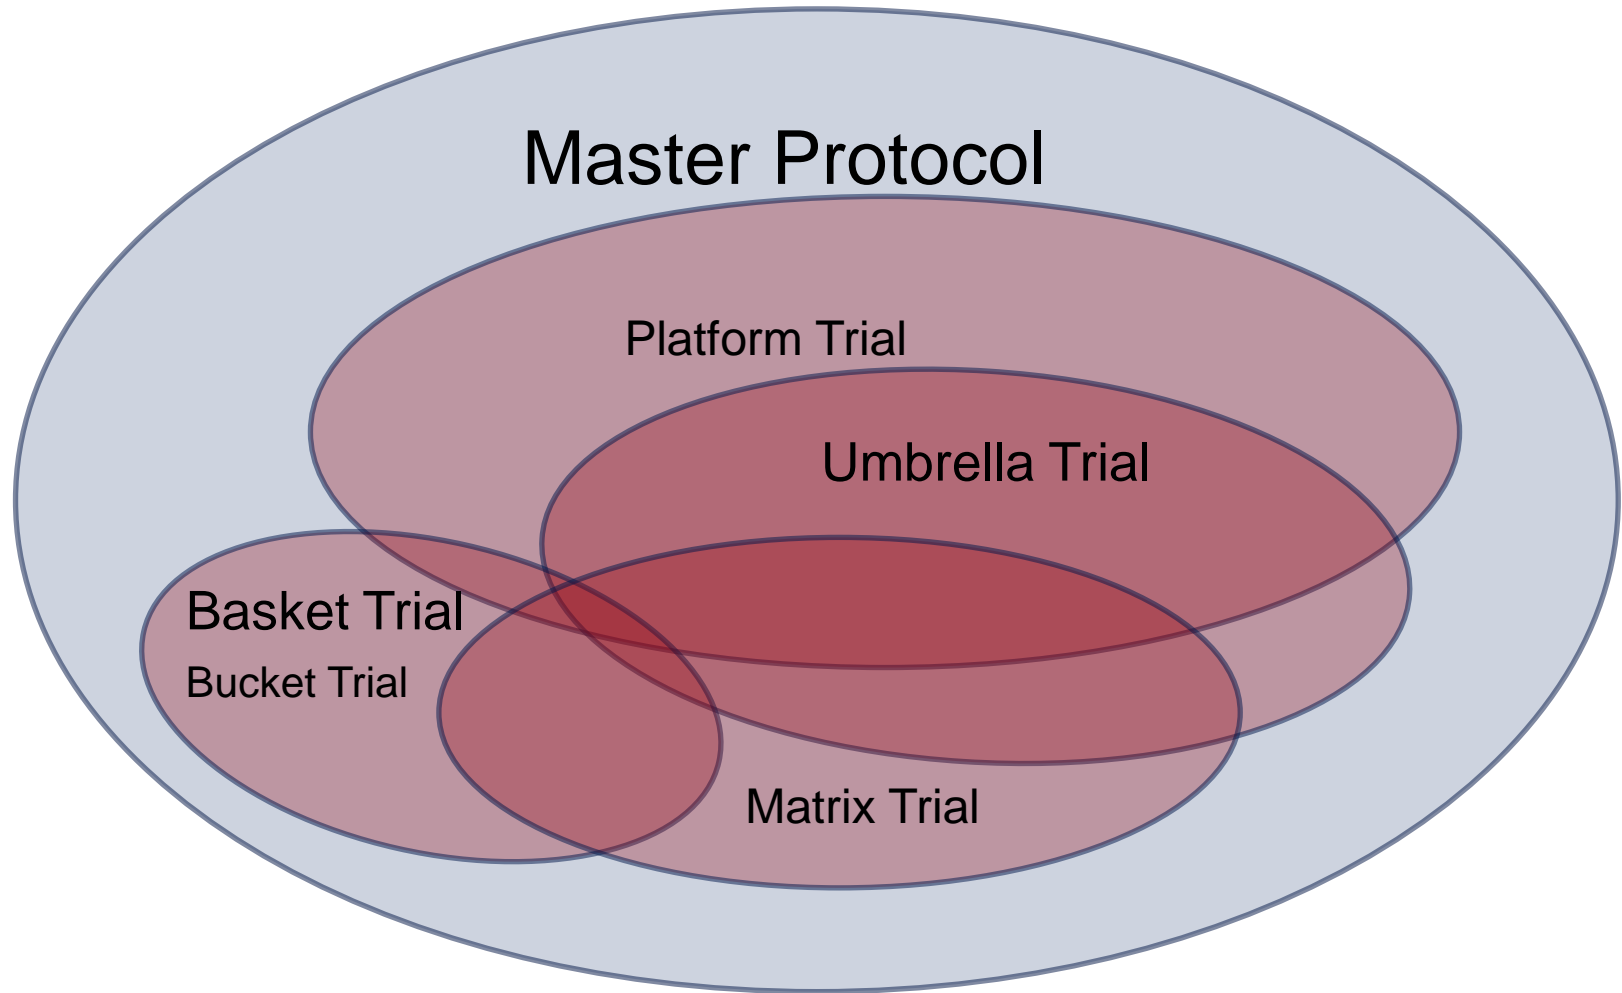 Master Protocol
Platform Trial
Umbrella Trial
Basket Trial
Bucket Trial
Matrix Trial